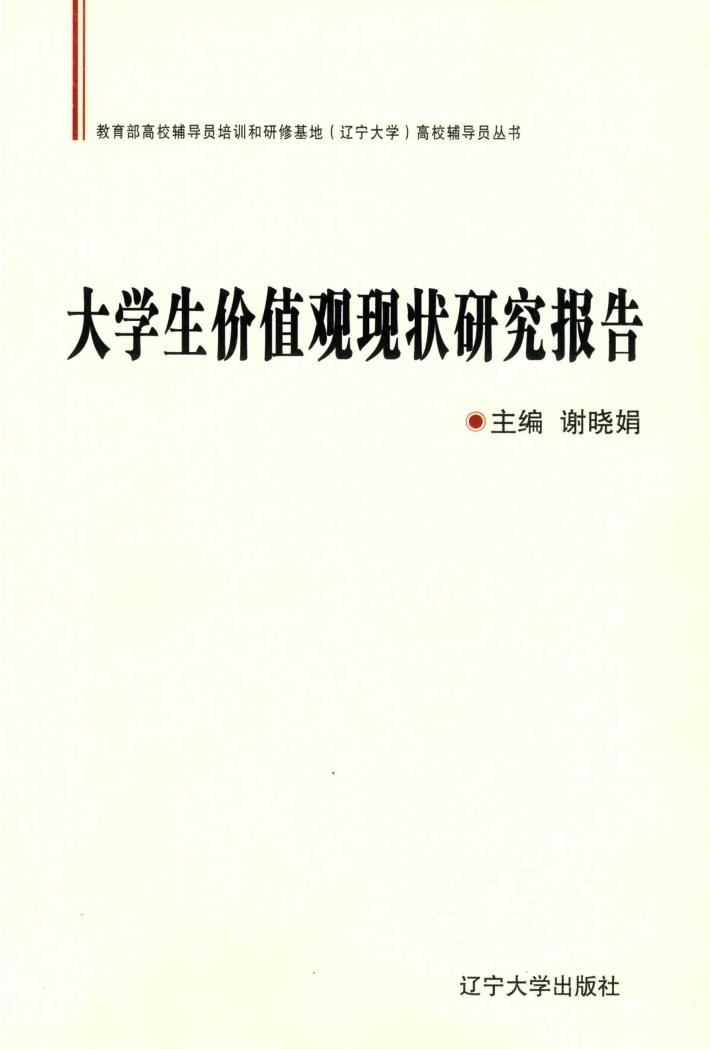 教育部高校辅导员培训和研修基地(辽宁大学)高校辅导员丛书
大学生价值观现状研究报告
主编 谢晓娟
辽宁大学出版社